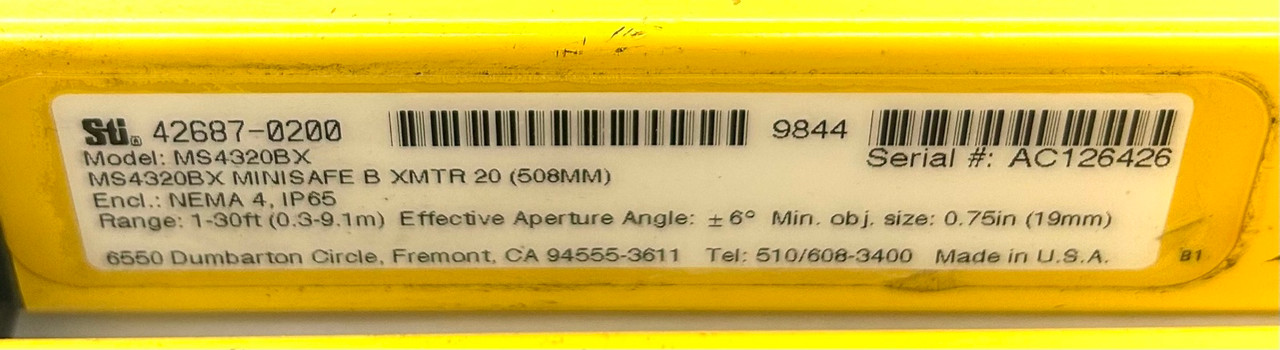 Sti® 42687-0200 9844
Serial #: AC126426
Model: MS4320BX
MS4320BX MINISAFE B XMTR 20 (508MM)
Encl.: NEMA 4, IP65
Range: 1-30ft (0.3-9.1m) Effective Aperture Angle: ±6° Min. obj. size: 0.75in (19mm)
6550 Dumbarton Circle, Fremont, CA 94555-3611 Tel: 510/608-3400 Made in U.S.A.
B1